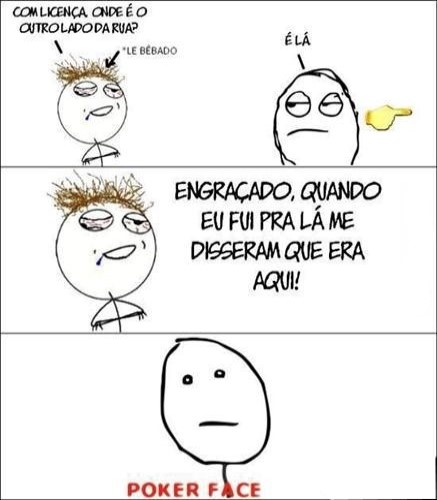 COM LICENÇA, ONDE É O
OUTRO LADO DA RUA?
*LE BÊBADO
É LÁ
ENGRAÇADO, QUANDO
EU FUI PRA LÁ ME
DISSERAM QUE ERA
AQUI!
POKER FACE